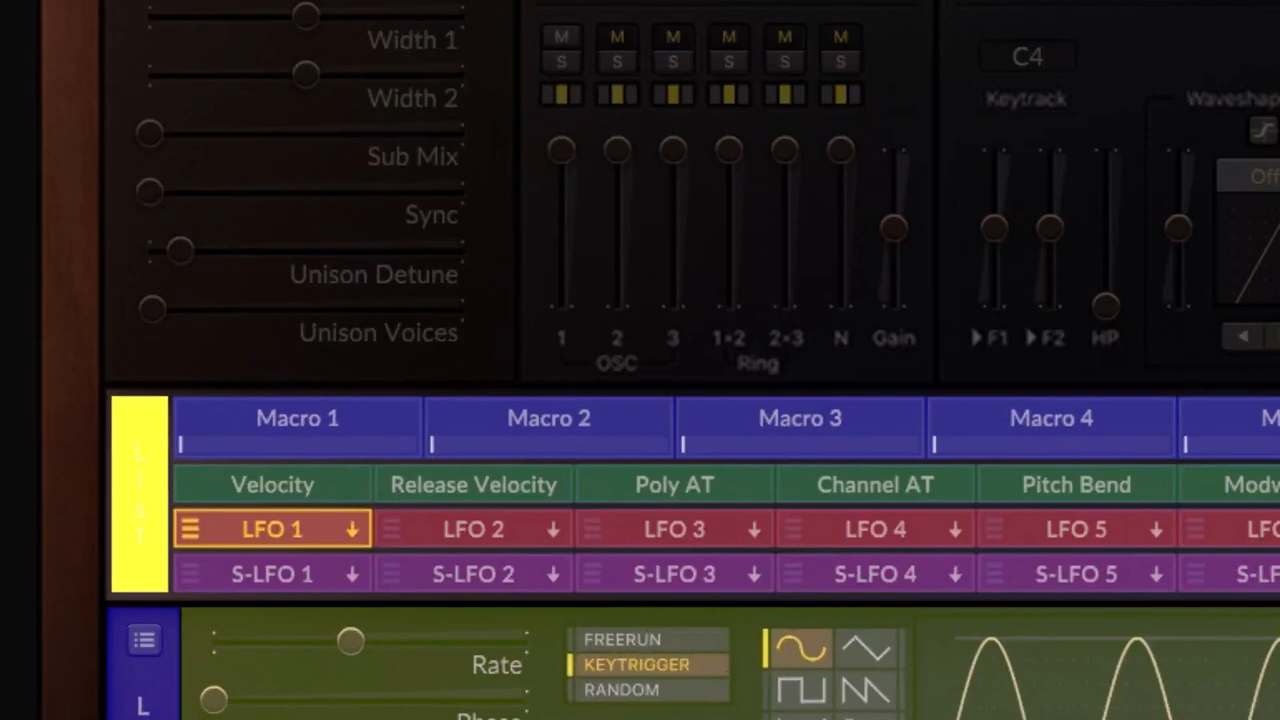 Width 1
Width 2
Sub Mix
Sync
Unison Detune
Unison Voices
M M M M M M
S S S S S S
1 2 3 1×2 2×3 N Gain
OSC Ring
C4
Keytrack
F1 F2 HP
Off
List
Macro 1 Macro 2 Macro 3 Macro 4
Velocity Release Velocity Poly AT Channel AT Pitch Bend
LFO 1 LFO 2 LFO 3 LFO 4 LFO 5
S-LFO 1 S-LFO 2 S-LFO 3 S-LFO 4 S-LFO 5
L
Rate
FREERUN
KEYTRIGGER
RANDOM